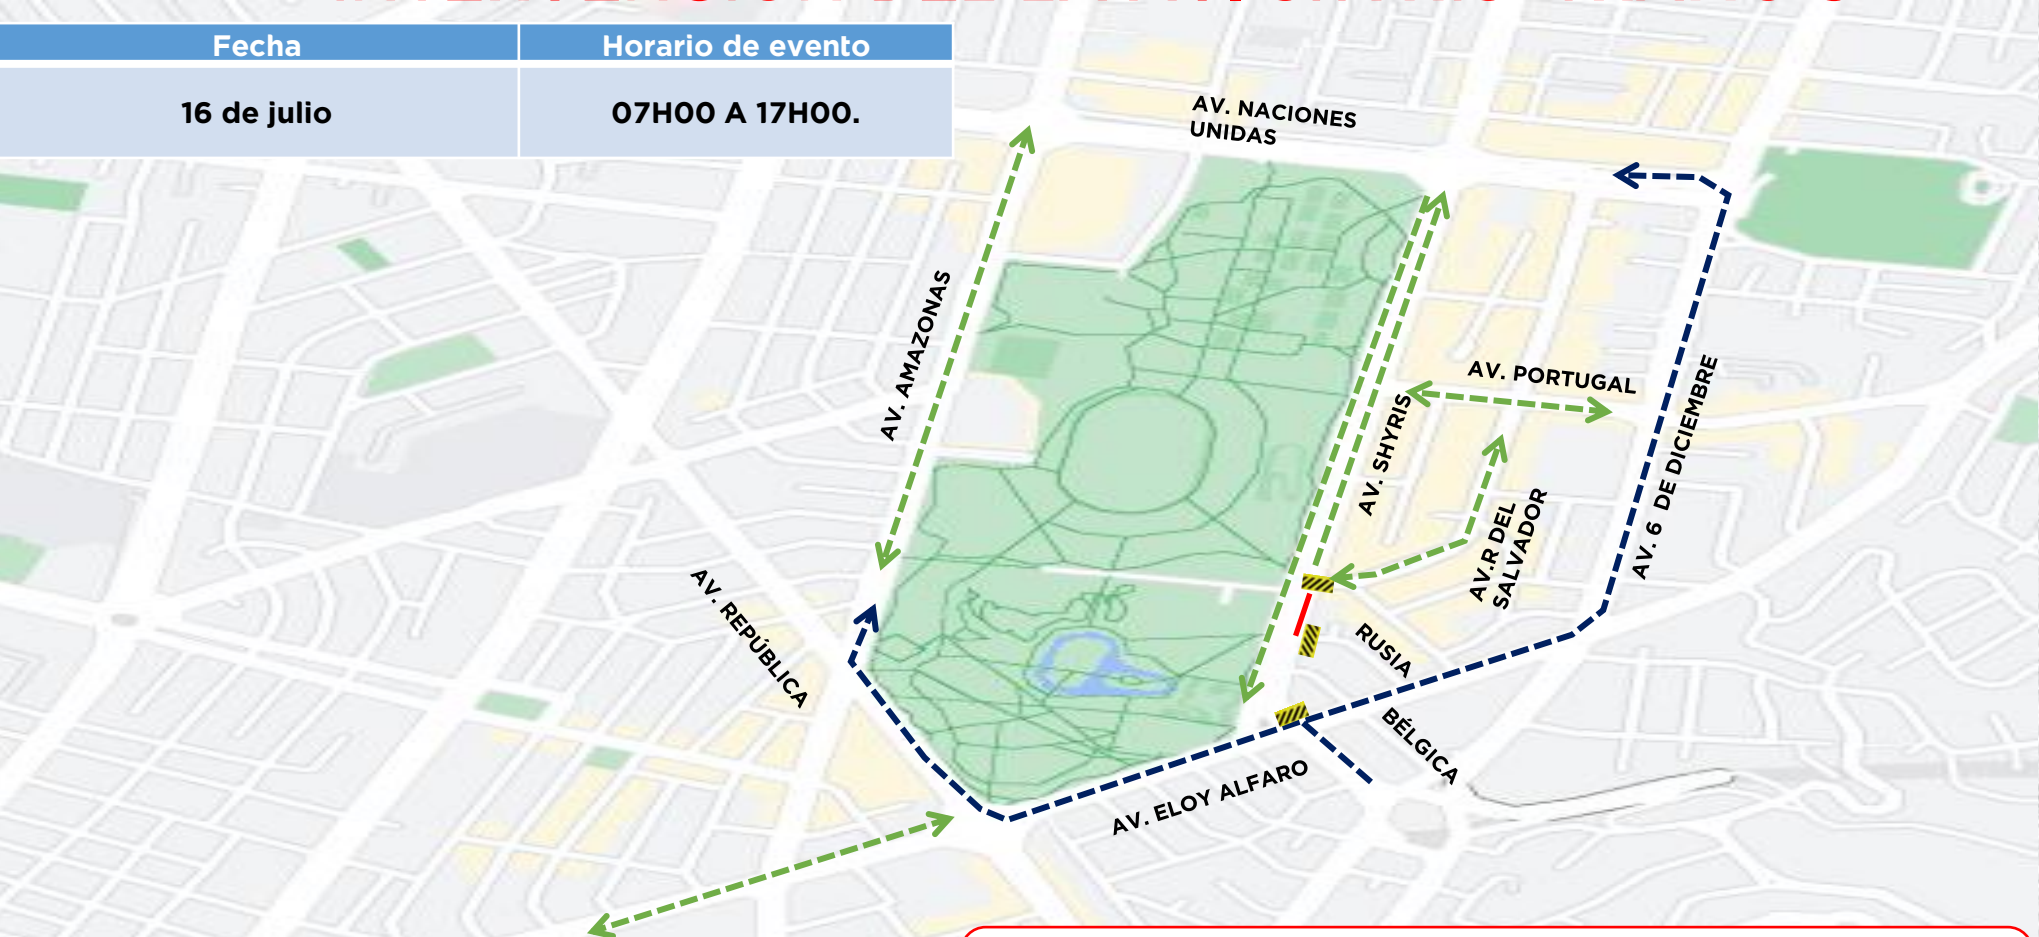 Fecha
Horario de evento
16 de julio
07H00 A 17H00.
AV. NACIONES
UNIDAS
AV. AMAZONAS
AV. PORTUGAL
AV. SHYRIS
AV. 6 DE DICIEMBRE
AV.R DEL
SALVADOR
AV. REPÚBLICA
RUSIA
BÉLGICA
AV. ELOY ALFARO